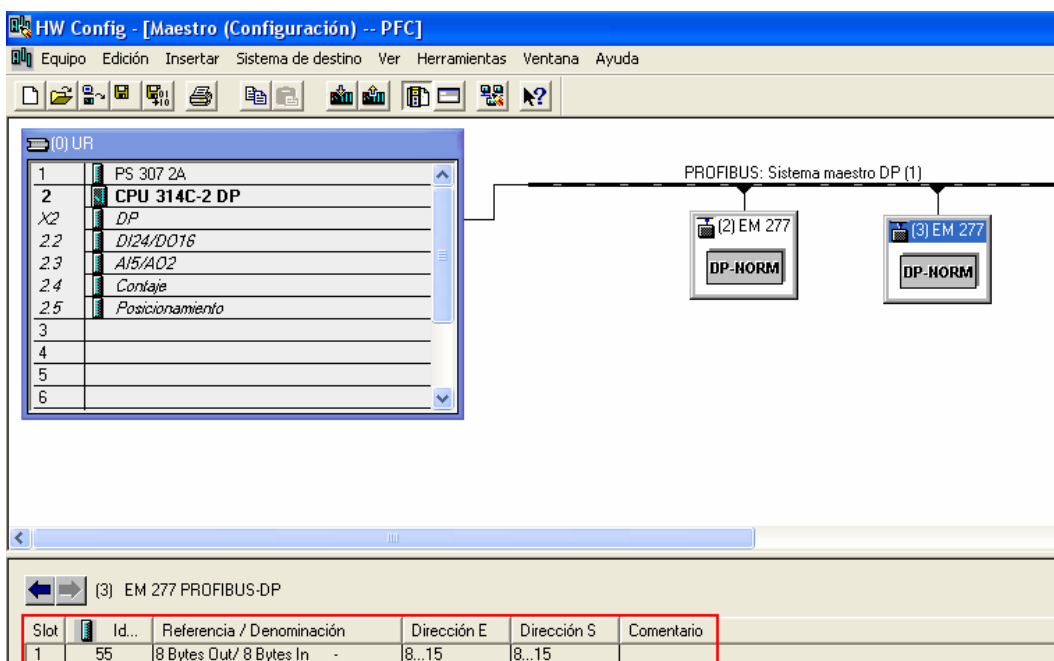 HW Config - [Maestro (Configuración) -- PFC]
Equipo Edición Insertar Sistema de destino Ver Herramientas Ventana Ayuda
(0) UR
1 PS 307 2A
2 CPU 314C-2 DP
X2 DP
2.2 DI24/DO16
2.3 AI5/AO2
2.4 Contaje
2.5 Posicionamiento
3
4
5
6
PROFIBUS: Sistema maestro DP (1)
(2) EM 277
DP-NORM
(3) EM 277
DP-NORM
(3) EM 277 PROFIBUS-DP
Slot Id... Referencia / Denominación Dirección E Dirección S Comentario
1 55 8 Bytes Out/ 8 Bytes In - 8...15 8...15